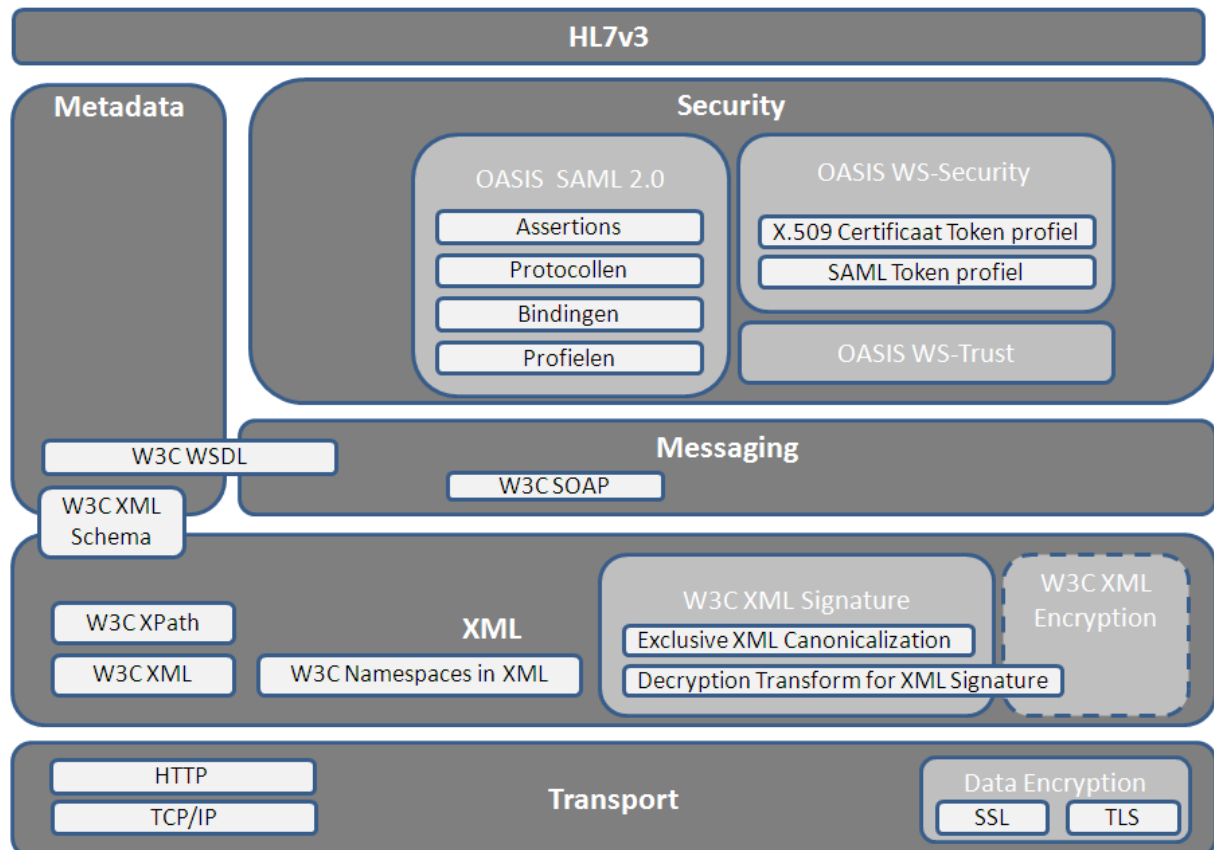 HL7v3
Metadata
Security
OASIS  SAML 2.0
Assertions
Protocollen
Bindingen
Profielen
OASIS WS-Security
X.509 Certificaat Token profiel
SAML Token profiel
OASIS WS-Trust
W3C WSDL
Messaging
W3C SOAP
W3C XML
Schema
W3C XPath
W3C XML
XML
W3C Namespaces in XML
W3C XML Signature
Exclusive XML Canonicalization
Decryption Transform for XML Signature
W3C XML
Encryption
HTTP
TCP/IP
Transport
Data Encryption
SSL
TLS